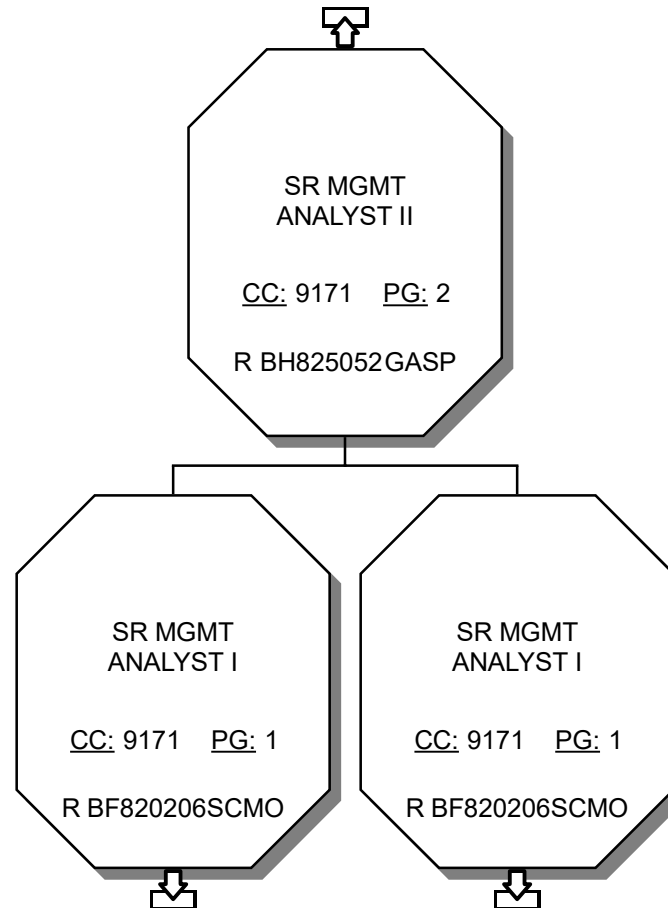 SR MGMT
ANALYST II
CC: 9171 PG: 2
R BH825052GASP
SR MGMT
ANALYST I
CC: 9171 PG: 1
R BF820206SCMO
SR MGMT
ANALYST I
CC: 9171 PG: 1
R BF820206SCMO